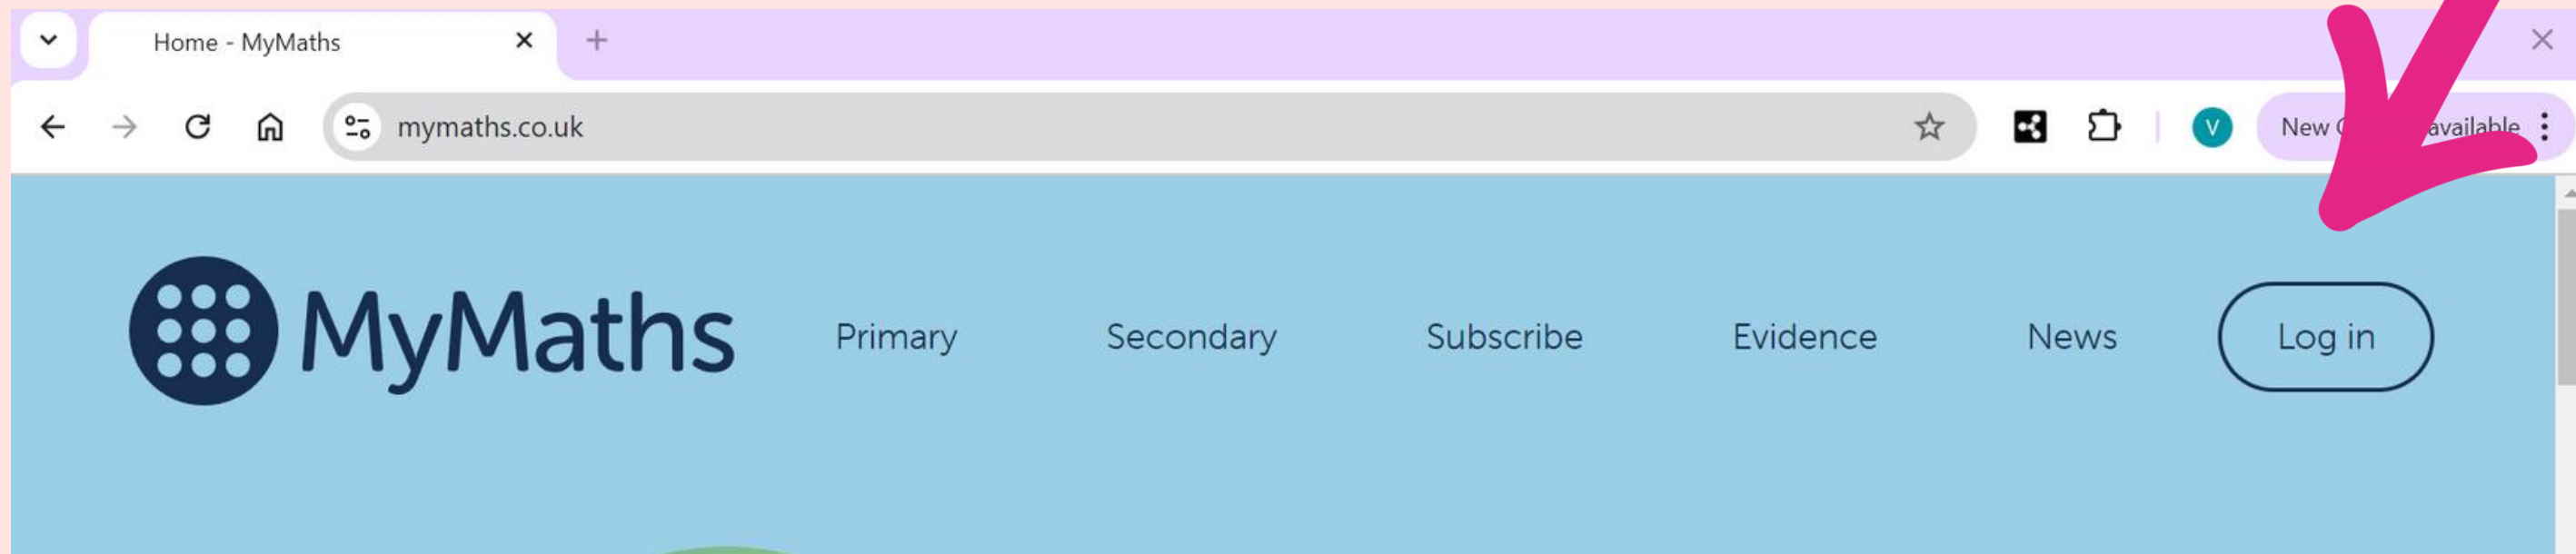 Home - MyMaths
mymaths.co.uk
V
New available
MyMaths
Primary
Secondary
Subscribe
Evidence
News
Log in